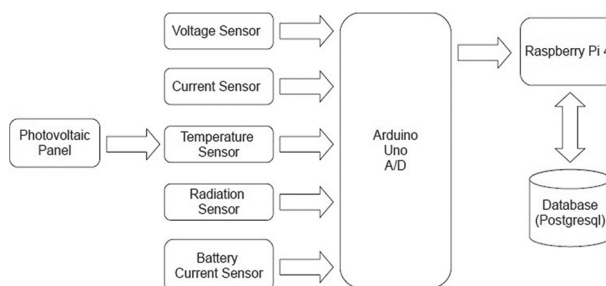 Voltage Sensor
Current Sensor
Photovoltaic
Panel
Temperature
Sensor
Radiation
Sensor
Battery
Current Sensor
Arduino
Uno
A/D
Raspberry Pi 4
Database
(Postgresql)